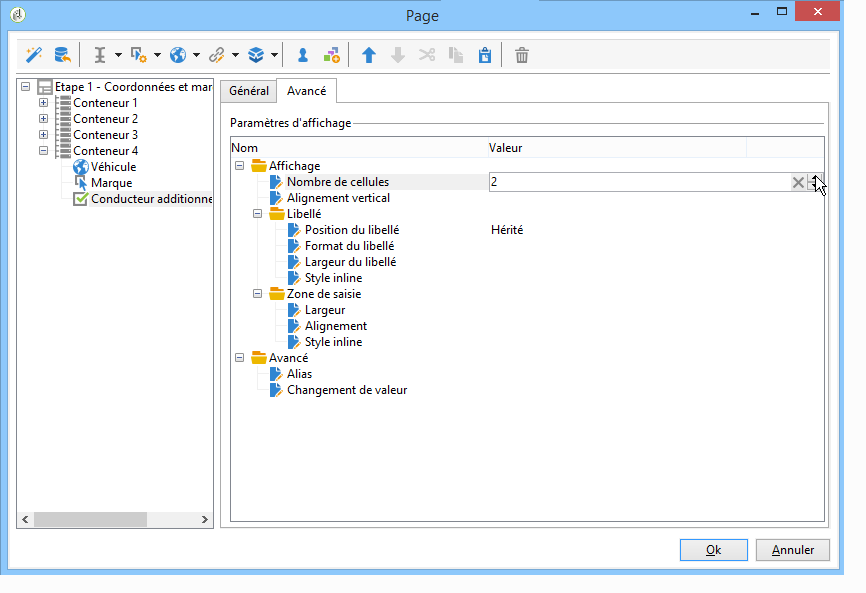 Page
Etape 1 - Coordonnées et mar
Conteneur 1
Conteneur 2
Conteneur 3
Conteneur 4
Véhicule
Marque
Conducteur additionne
Général
Avancé
Paramètres d'affichage
Nom Valeur
Affichage
Nombre de cellules 2
Alignement vertical
Libellé
Position du libellé Hérité
Format du libellé
Largeur du libellé
Style inline
Zone de saisie
Largeur
Alignement
Style inline
Avancé
Alias
Changement de valeur
Ok
Annuler